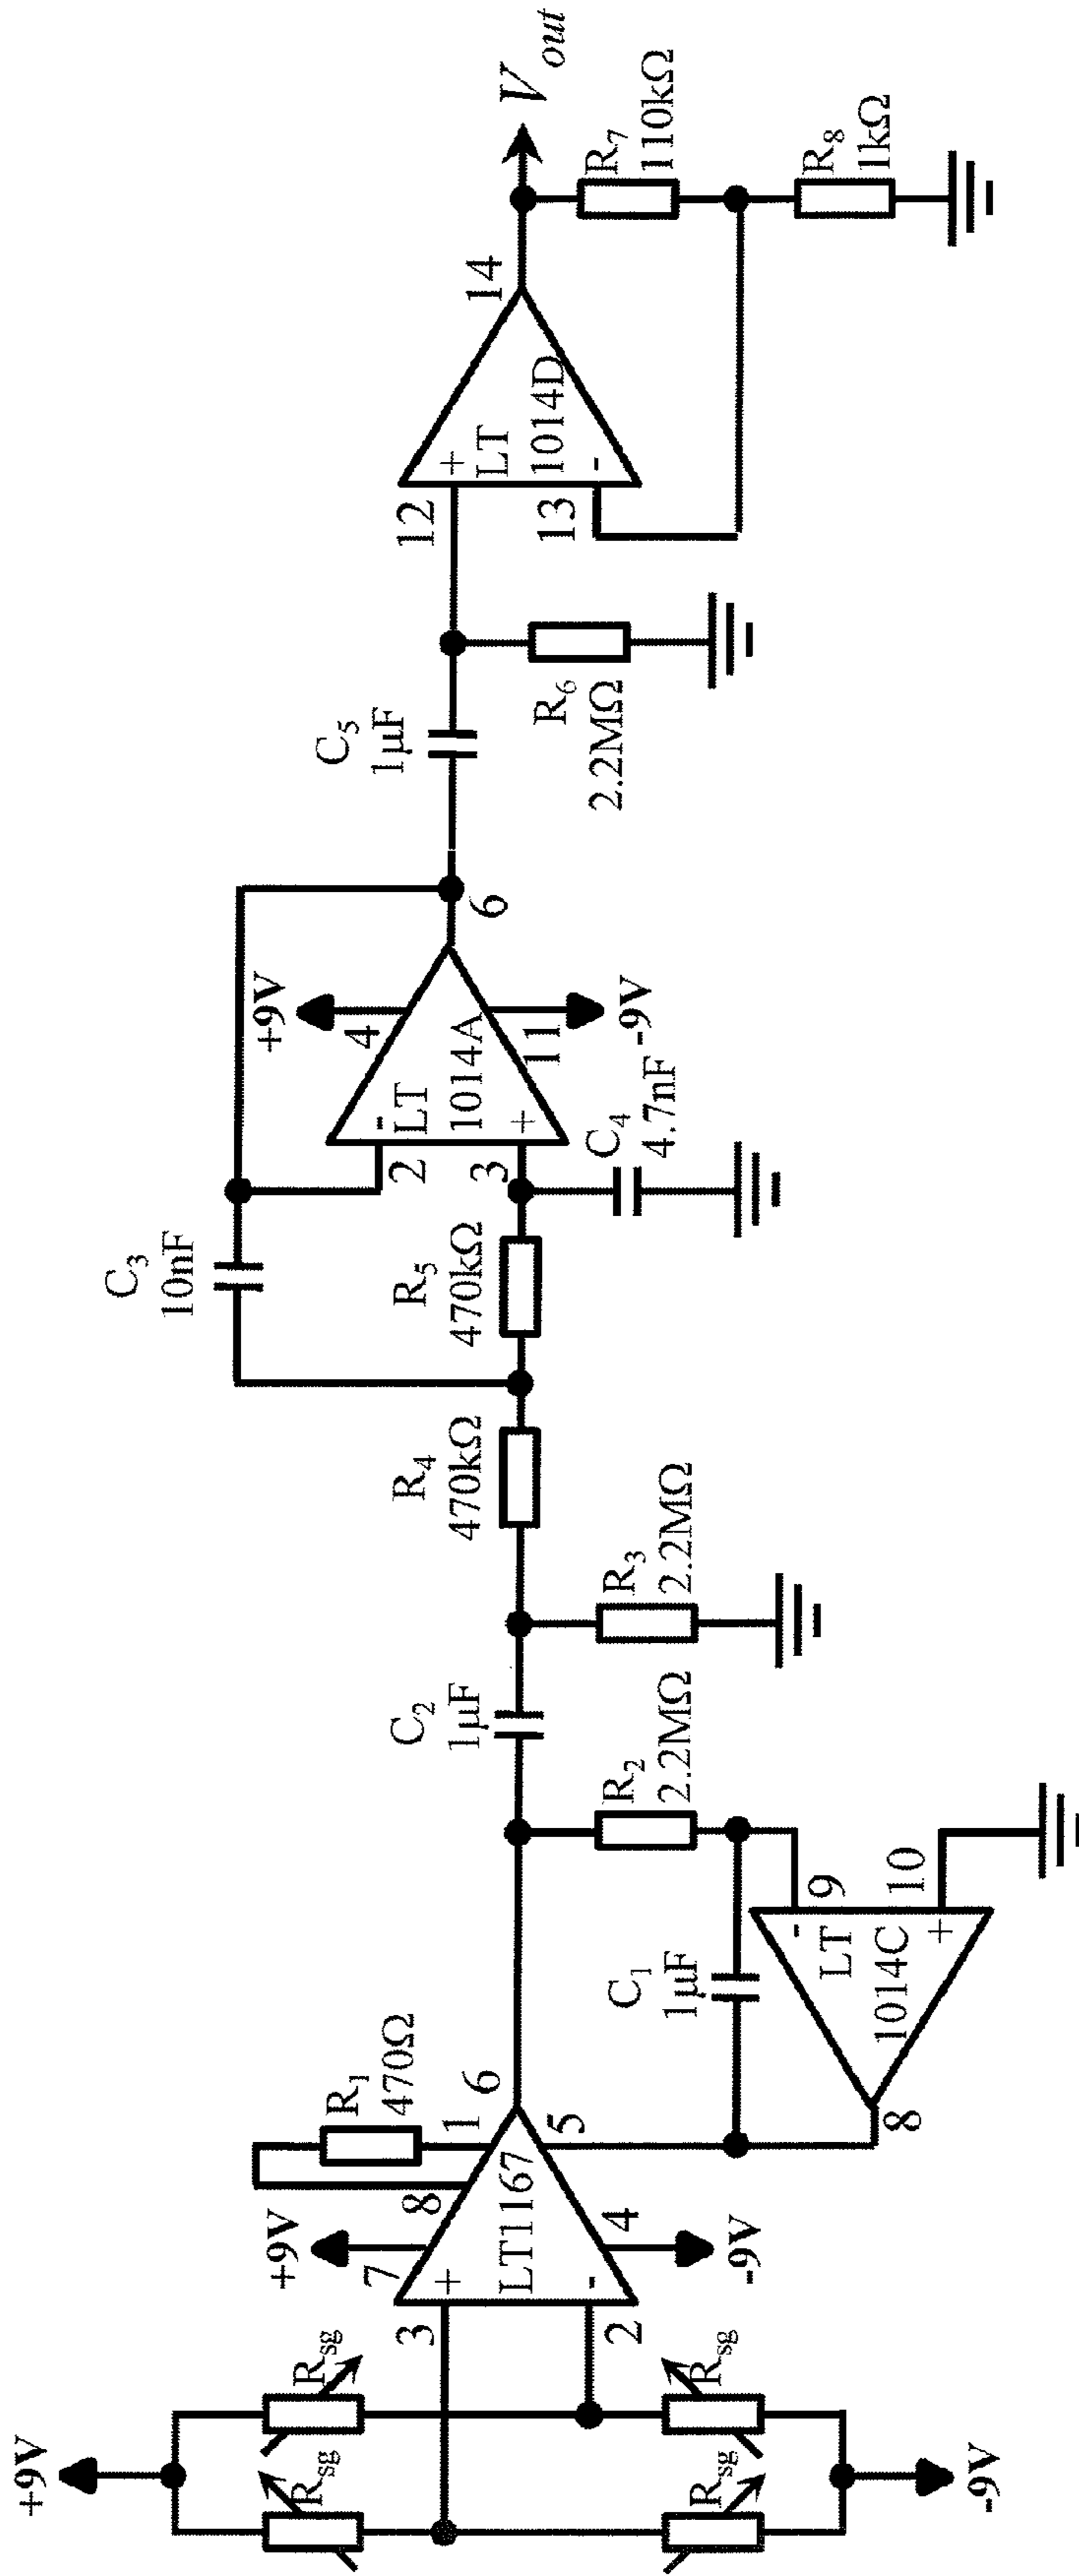 +9V
R_sg
R_sg
R_sg
R_sg
-9V
3
2
+
-
LT1167
+9V
7
-9V
4
8
1
R_1
470Ω
6
5
C_1
1μF
8
LT
1014C
-
+
9
10
R_2
2.2MΩ
C_2
1μF
R_3
2.2MΩ
R_4
470kΩ
R_5
470kΩ
C_3
10nF
2
3
-
LT
1014A
+
C_4
4.7nF
+9V
4
11
-9V
6
C_5
1μF
R_6
2.2MΩ
12
13
+
LT
1014D
-
14
V_out
R_7
110kΩ
R_8
1kΩ